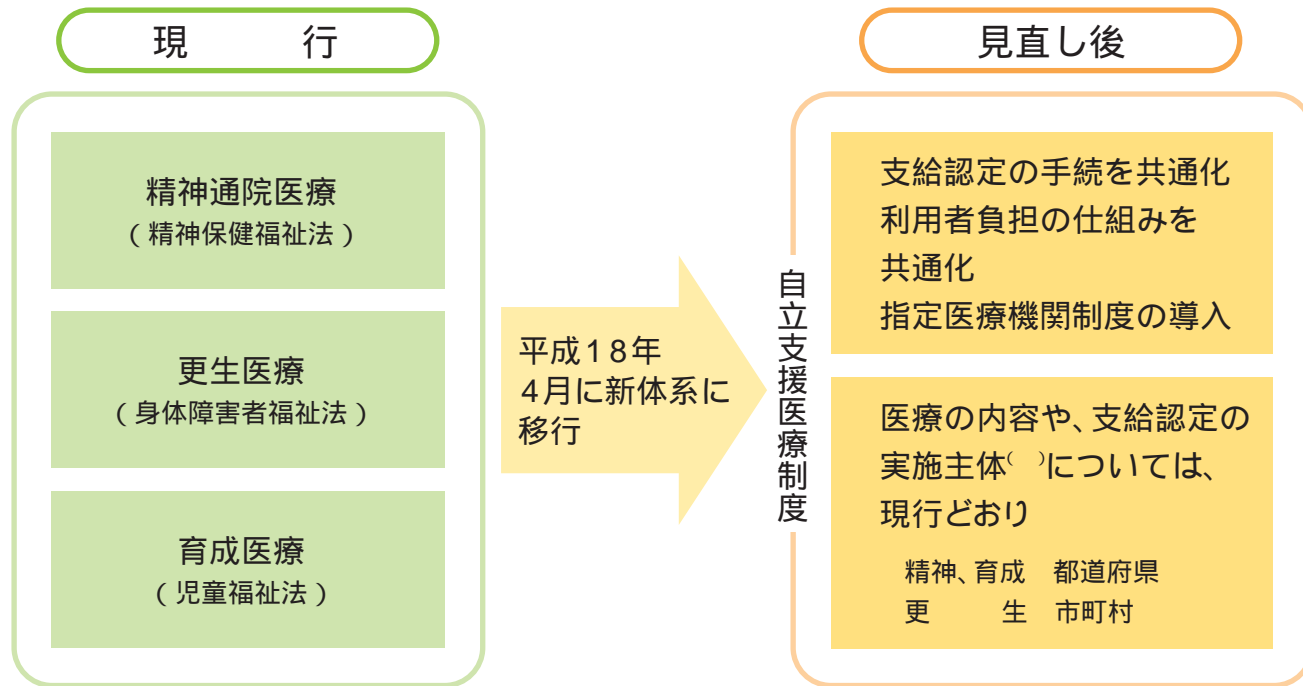 現 行
精神通院医療
(精神保健福祉法)
更生医療
(身体障害者福祉法)
育成医療
(児童福祉法)
平成18年
4月に新体系に
移行
見直し後
自立支援医療制度
支給認定の手続を共通化
利用者負担の仕組みを
共通化
指定医療機関制度の導入
医療の内容や、支給認定の
実施主体( )については、
現行どおり
精神、育成 都道府県
更 生 市町村